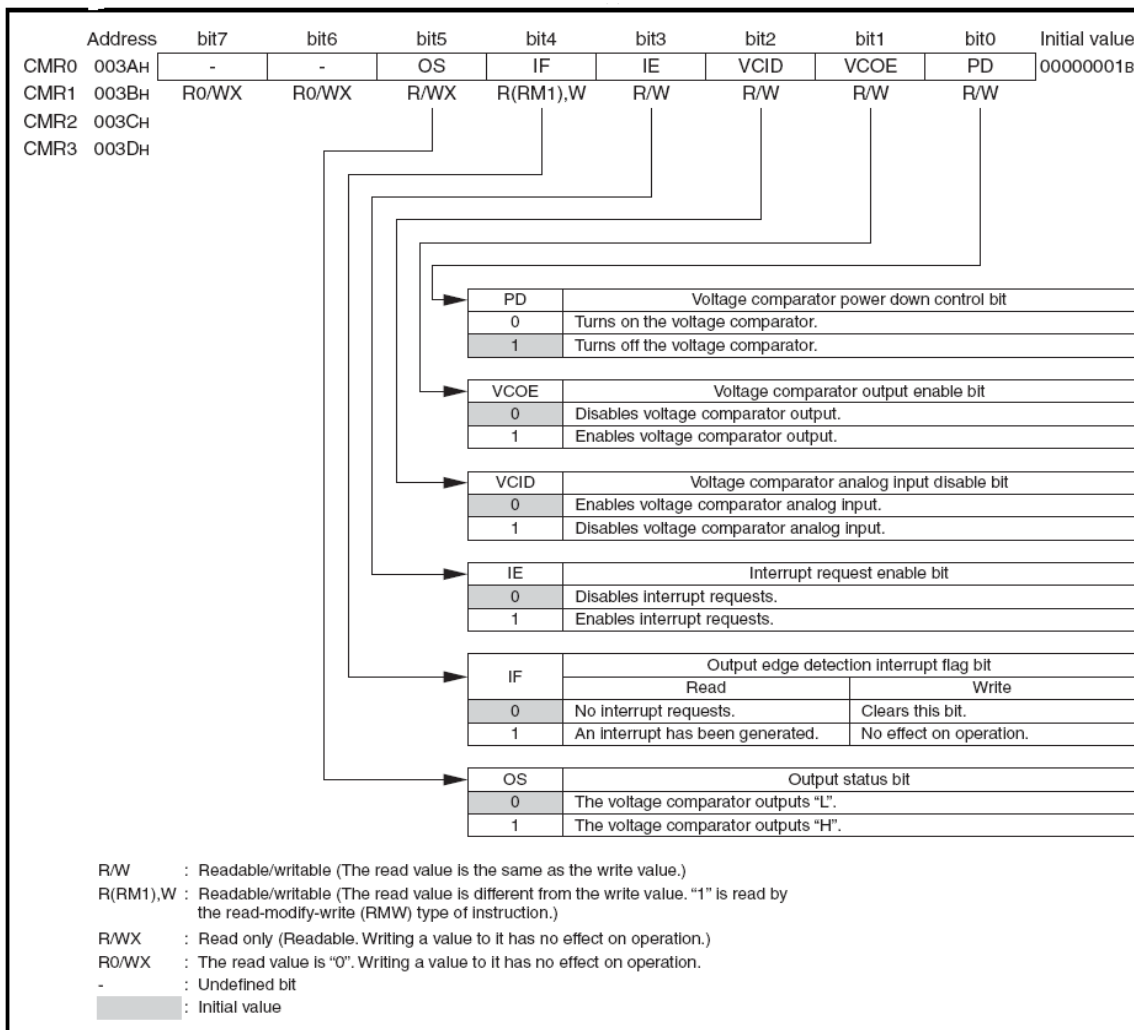 Address bit7 bit6 bit5 bit4 bit3 bit2 bit1 bit0 Initial value
CMR0 003AH - - OS IF IE VCID VCOE PD 00000001B
CMR1 003BH R0/WX R0/WX R/WX R(RM1),W R/W R/W R/W R/W
CMR2 003CH
CMR3 003DH
PD Voltage comparator power down control bit
0 Turns on the voltage comparator.
1 Turns off the voltage comparator.
VCOE Voltage comparator output enable bit
0 Disables voltage comparator output.
1 Enables voltage comparator output.
VCID Voltage comparator analog input disable bit
0 Enables voltage comparator analog input.
1 Disables voltage comparator analog input.
IE Interrupt request enable bit
0 Disables interrupt requests.
1 Enables interrupt requests.
IF Output edge detection interrupt flag bit
Read Write
0 No interrupt requests. Clears this bit.
1 An interrupt has been generated. No effect on operation.
OS Output status bit
0 The voltage comparator outputs “L”.
1 The voltage comparator outputs “H”.
R/W : Readable/writable (The read value is the same as the write value.)
R(RM1),W : Readable/writable (The read value is different from the write value. “1” is read by
the read-modify-write (RMW) type of instruction.)
R/WX : Read only (Readable. Writing a value to it has no effect on operation.)
R0/WX : The read value is “0”. Writing a value to it has no effect on operation.
- : Undefined bit
: Initial value